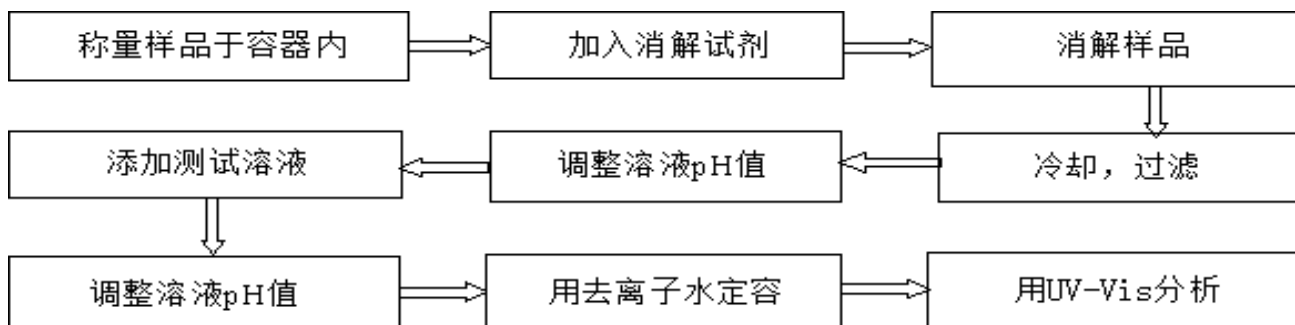 称量样品于容器内
加入消解试剂
消解样品
冷却，过滤
调整溶液pH值
添加测试溶液
调整溶液pH值
用去离子水定容
用UV-Vis分析